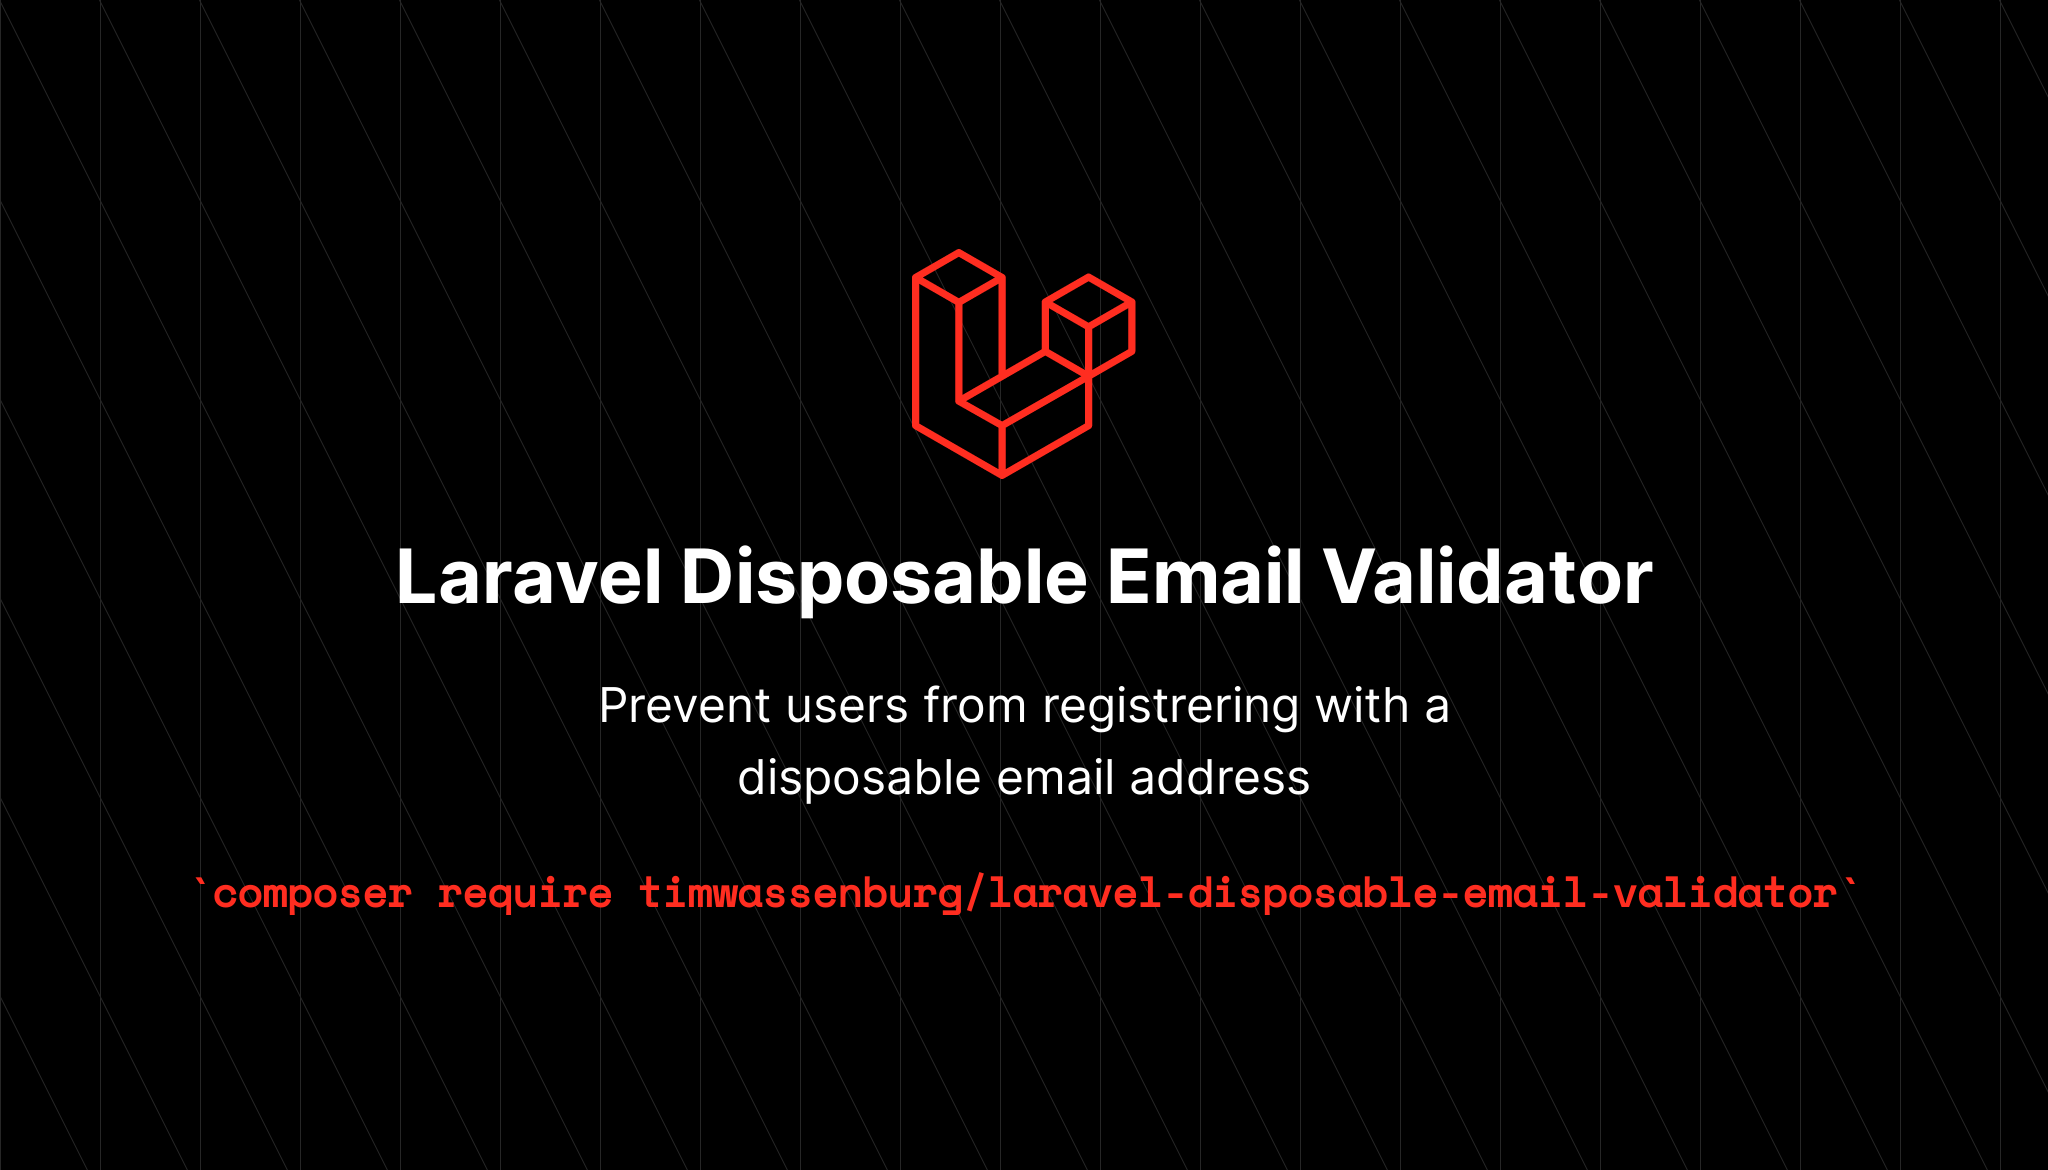 Laravel Disposable Email Validator
Prevent users from registrering with a
disposable email address
`composer require timwassenburg/laravel-disposable-email-validator`